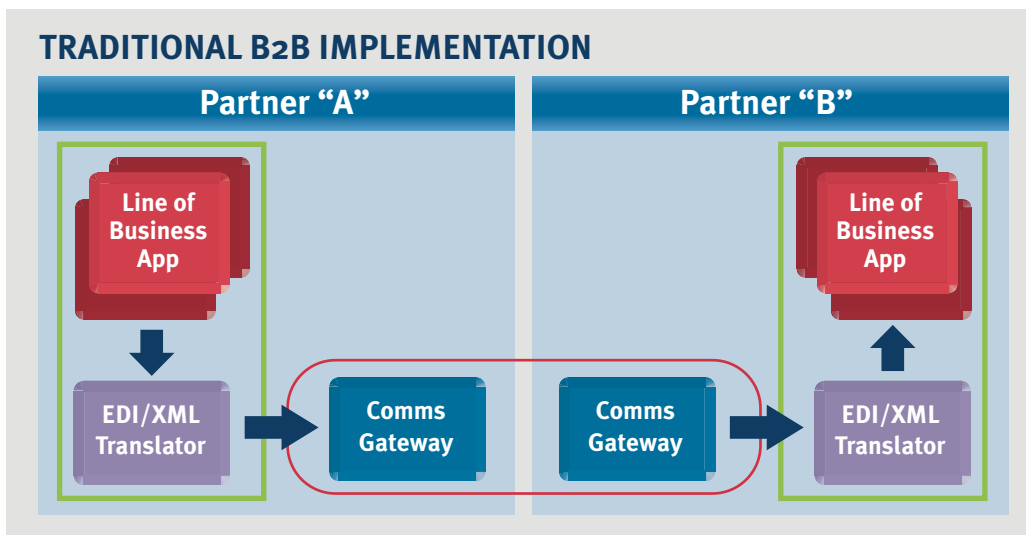 TRADITIONAL B2B IMPLEMENTATION
Partner “A”
Line of
Business
App
EDI/XML
Translator
Comms
Gateway
Partner “B”
Comms
Gateway
EDI/XML
Translator
Line of
Business
App